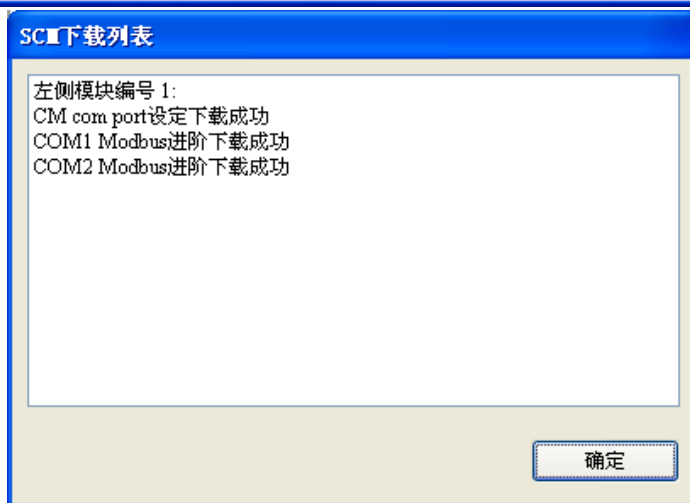 SCM下载列表
左侧模块编号 1:
CM com port设定下载成功
COM1 Modbus进阶下载成功
COM2 Modbus进阶下载成功
确定